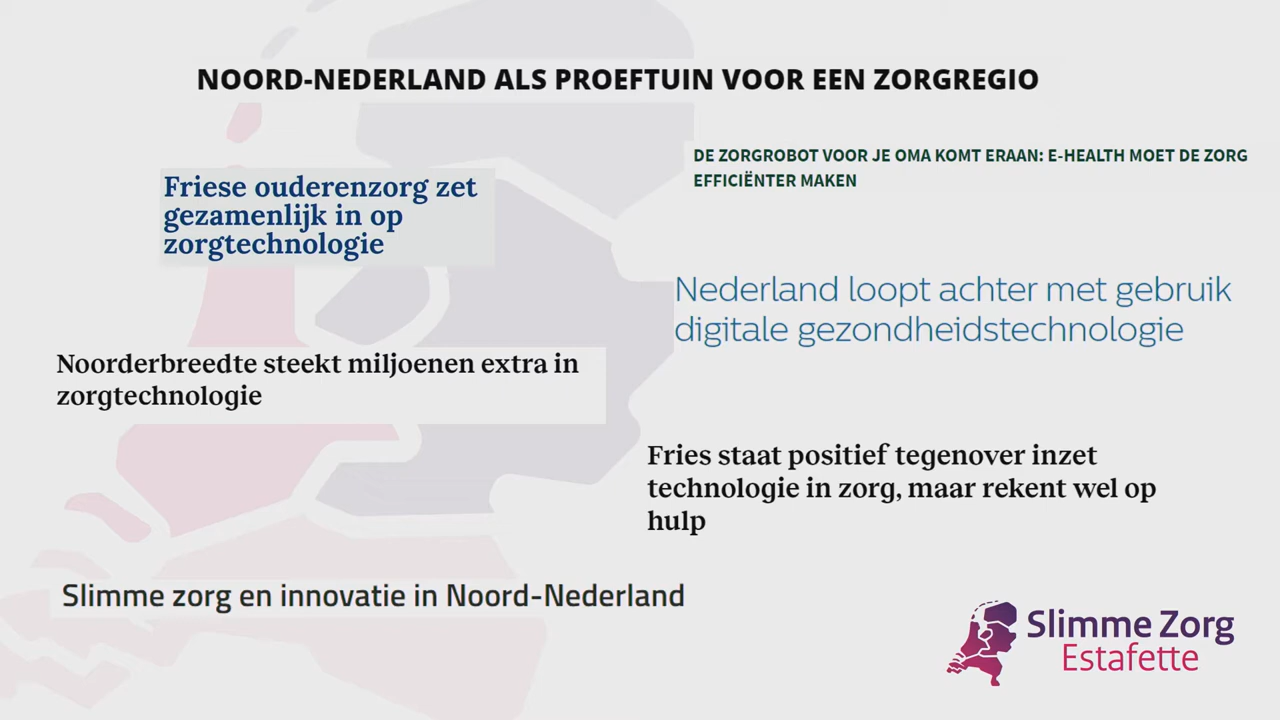 NOORD-NEDERLAND ALS PROEFTUIN VOOR EEN ZORGREGIO
DE ZORGROBOT VOOR JE OMA KOMT ERAAN: E-HEALTH MOET DE ZORG
EFFICIËNTER MAKEN
Friese ouderenzorg zet
gezamenlijk in op
zorgtechnologie
Nederland loopt achter met gebruik
digitale gezondheidstechnologie
Noorderbreedte steekt miljoenen extra in
zorgtechnologie
Fries staat positief tegenover inzet
technologie in zorg, maar rekent wel op
hulp
Slimme zorg en innovatie in Noord-Nederland
Slimme Zorg
Estafette